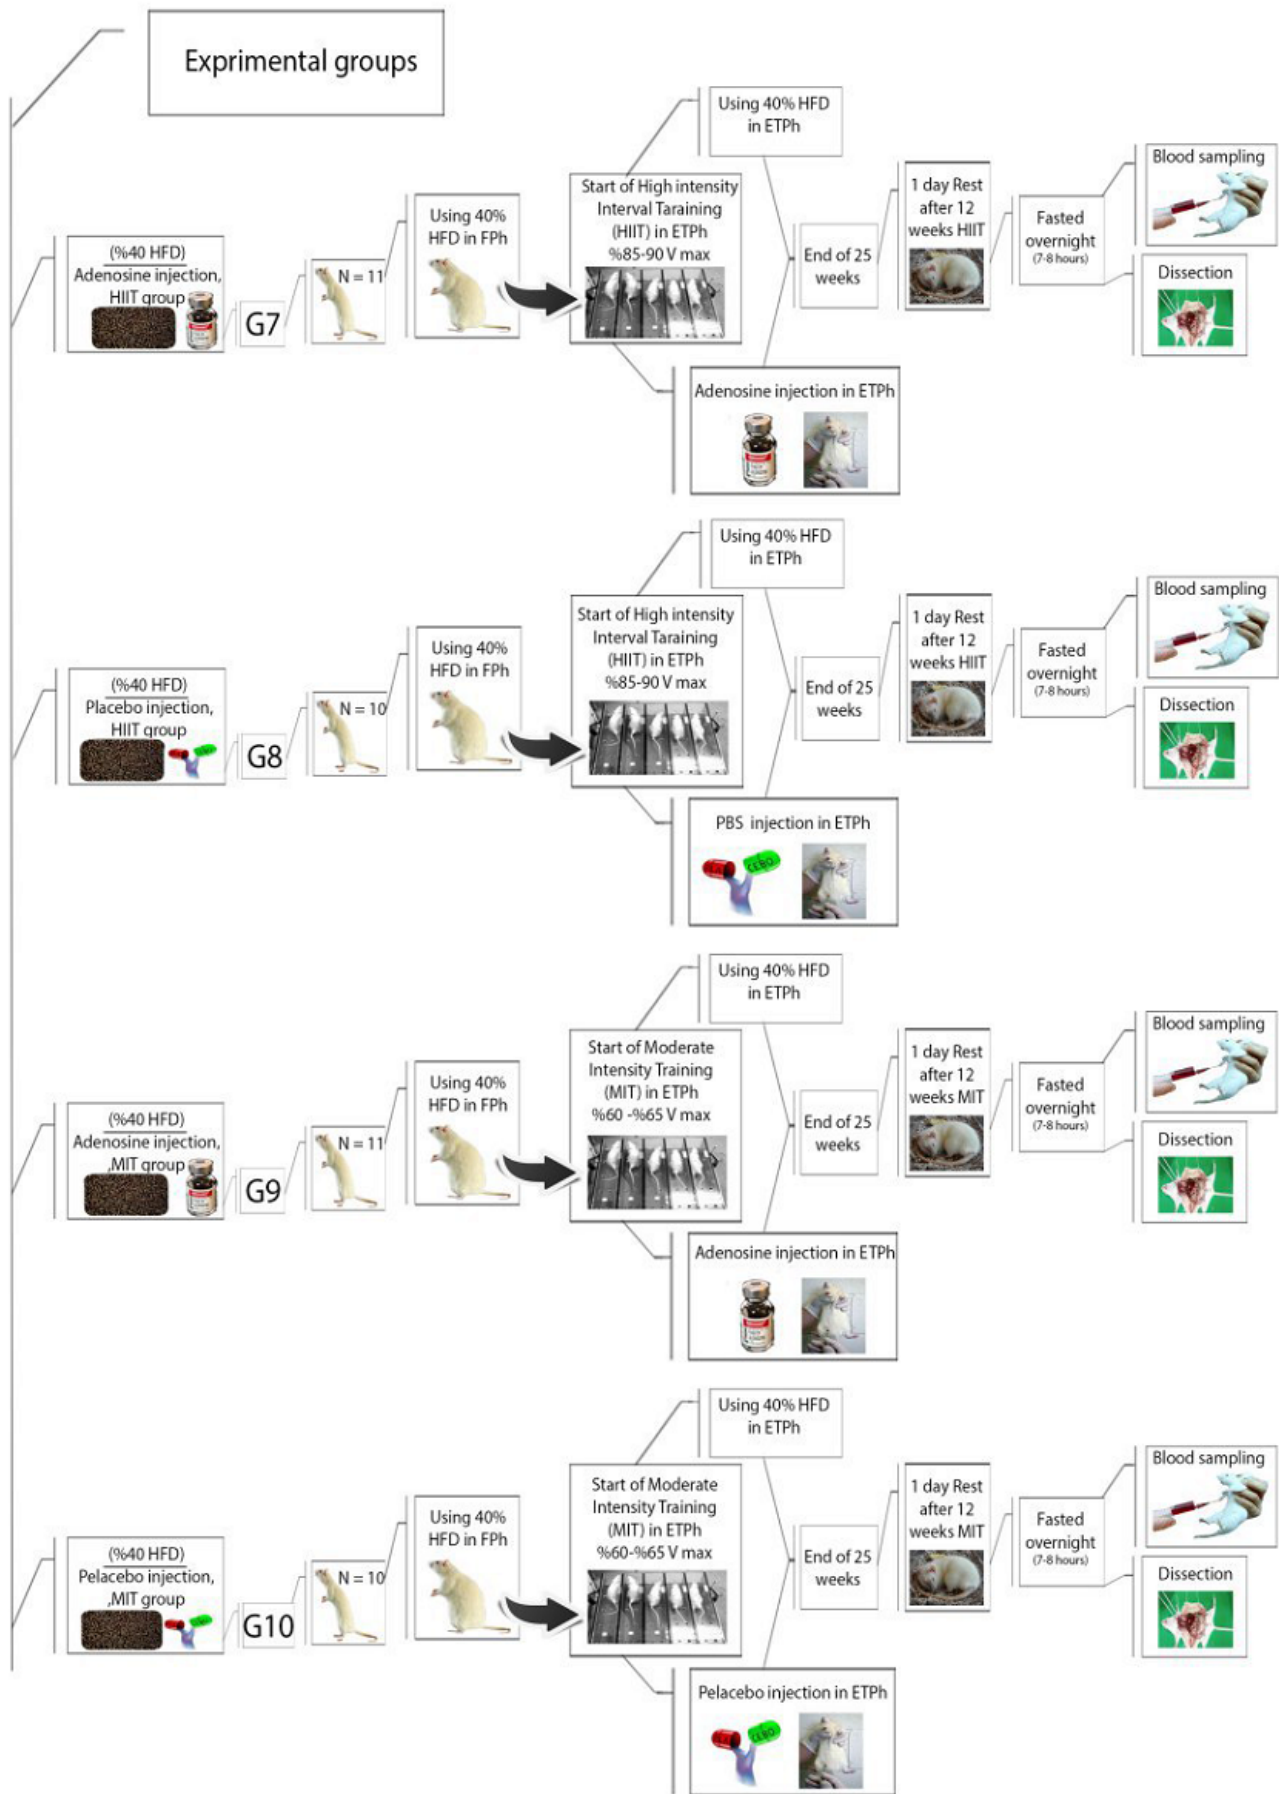 Exprimental groups
(%40 HFD)
Adenosine injection,
HIIT group
G7
N = 11
Using 40%
HFD in FPh
Start of High intensity
Interval Taraining
(HIIT) in ETPh
%85-90 V max
Using 40% HFD
in ETPh
Adenosine injection in ETPh
End of 25
weeks
1 day Rest
after 12
weeks HIIT
Fasted
overnight
(7-8 hours)
Blood sampling
Dissection
(%40 HFD)
Placebo injection,
HIIT group
G8
N = 10
Using 40%
HFD in FPh
Start of High intensity
Interval Taraining
(HIIT) in ETPh
%85-90 V max
Using 40% HFD
in ETPh
PBS injection in ETPh
CEBO
End of 25
weeks
1 day Rest
after 12
weeks HIIT
Fasted
overnight
(7-8 hours)
Blood sampling
Dissection
(%40 HFD)
Adenosine injection,
,MIT group
G9
N = 11
Using 40%
HFD in FPh
Start of Moderate
Intensity Training
(MIT) in ETPh
%60 -%65 V max
Using 40% HFD
in ETPh
Adenosine injection in ETPh
End of 25
weeks
1 day Rest
after 12
weeks MIT
Fasted
overnight
(7-8 hours)
Blood sampling
Dissection
(%40 HFD)
Pelacebo injection,
,MIT group
G10
N = 10
Using 40%
HFD in FPh
Start of Moderate
Intensity Training
(MIT) in ETPh
%60-%65 V max
Using 40% HFD
in ETPh
Pelacebo injection in ETPh
CEBO
End of 25
weeks
1 day Rest
after 12
weeks MIT
Fasted
overnight
(7-8 hours)
Blood sampling
Dissection